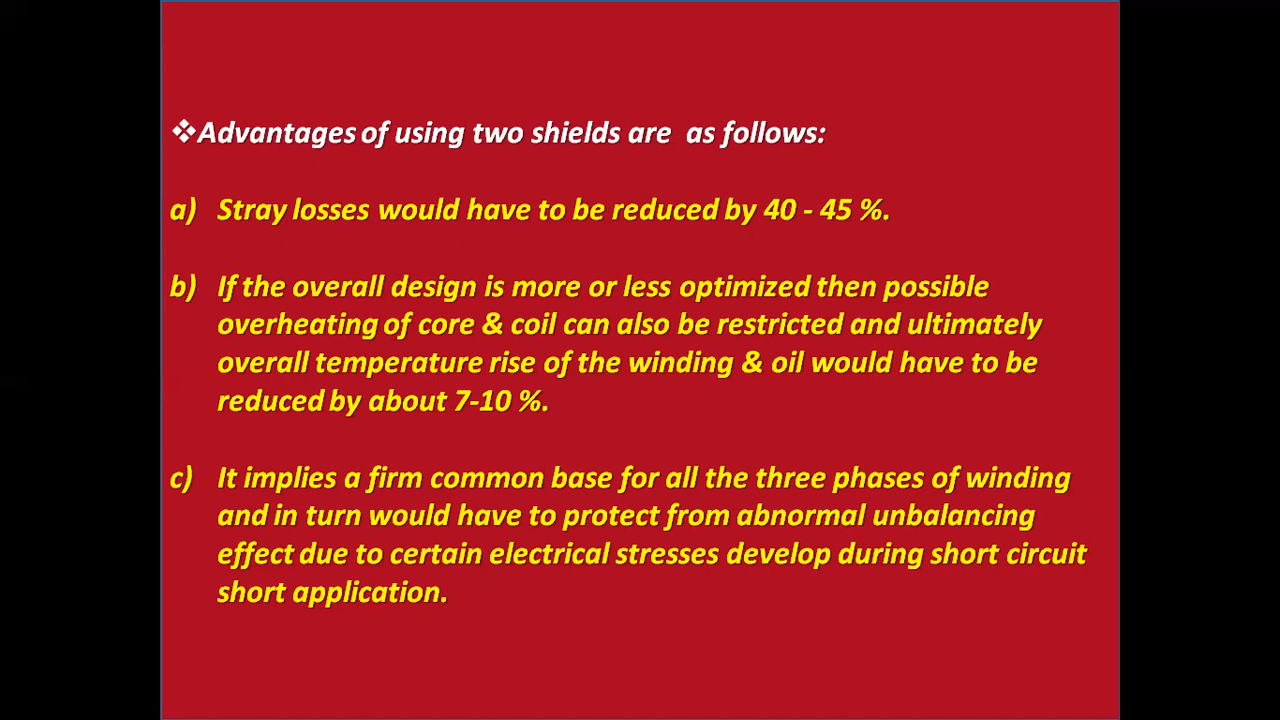 ❖Advantages of using two shields are as follows:
a) Stray losses would have to be reduced by 40 - 45 %.
b) If the overall design is more or less optimized then possible
overheating of core & coil can also be restricted and ultimately
overall temperature rise of the winding & oil would have to be
reduced by about 7-10 %.
c) It implies a firm common base for all the three phases of winding
and in turn would have to protect from abnormal unbalancing
effect due to certain electrical stresses develop during short circuit
short application.